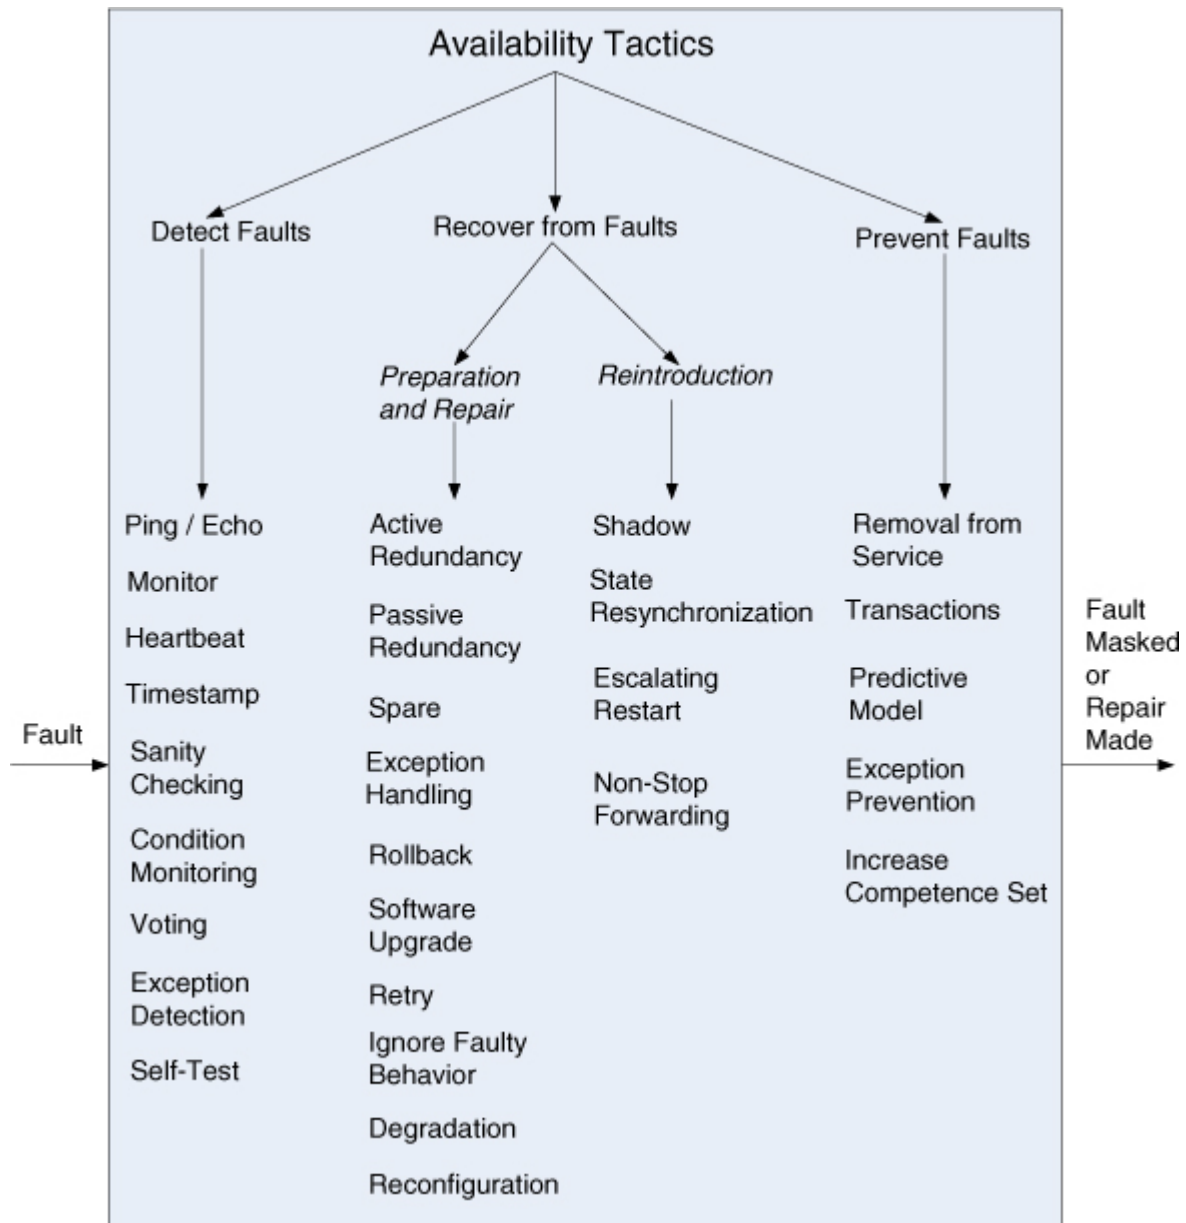 Availability Tactics
Detect Faults
Recover from Faults
Prevent Faults
Preparation
and Repair
Reintroduction
Ping / Echo
Monitor
Heartbeat
Timestamp
Sanity
Checking
Condition
Monitoring
Voting
Exception
Detection
Self-Test
Active
Redundancy
Passive
Redundancy
Spare
Exception
Handling
Rollback
Software
Upgrade
Retry
Ignore Faulty
Behavior
Degradation
Reconfiguration
Shadow
State
Resynchronization
Escalating
Restart
Non-Stop
Forwarding
Removal from
Service
Transactions
Predictive
Model
Exception
Prevention
Increase
Competence Set
Fault
Fault
Masked
or
Repair
Made